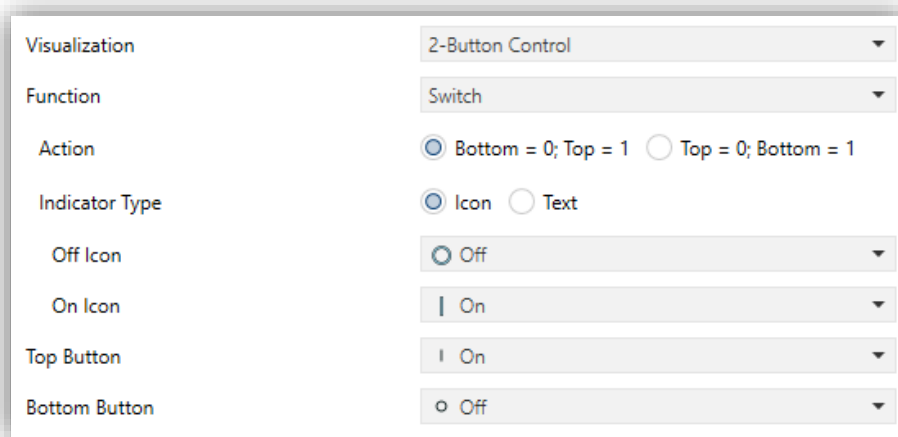 Visualization 2-Button Control
Function Switch
Action Bottom = 0; Top = 1 Top = 0; Bottom = 1
Indicator Type Icon Text
Off Icon Off
On Icon On
Top Button On
Bottom Button Off